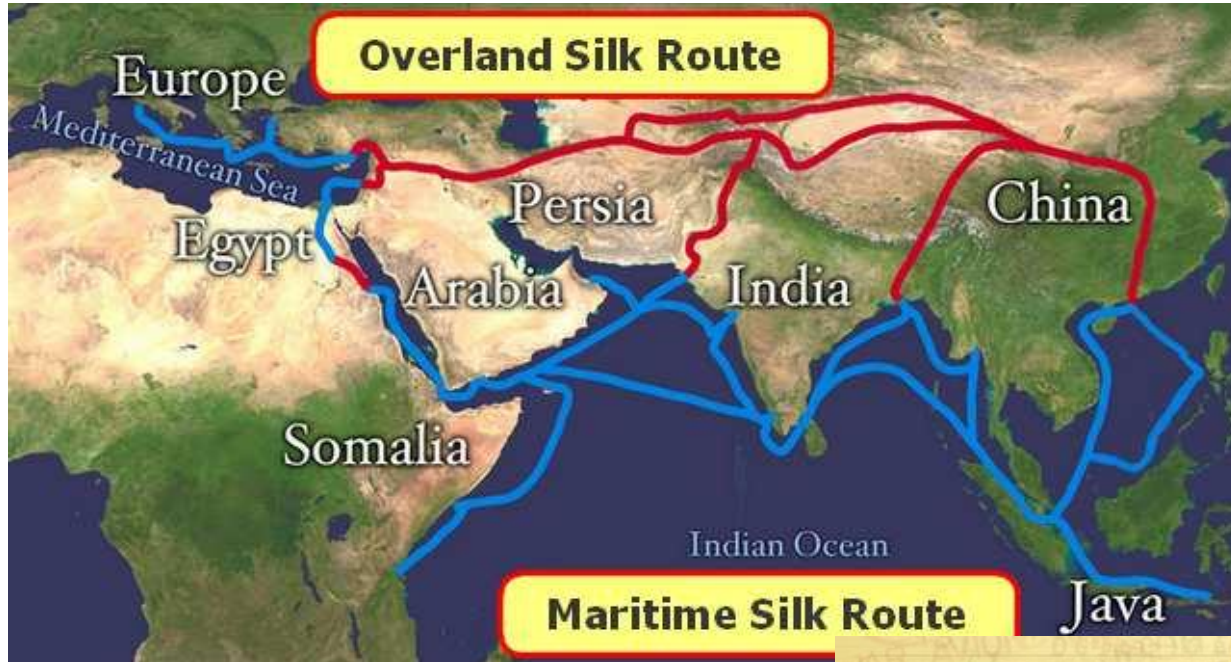 Overland Silk Route
Europe
Mediterranean Sea
Persia
China
Egypt
Arabia
India
Somalia
Indian Ocean
Maritime Silk Route
Java